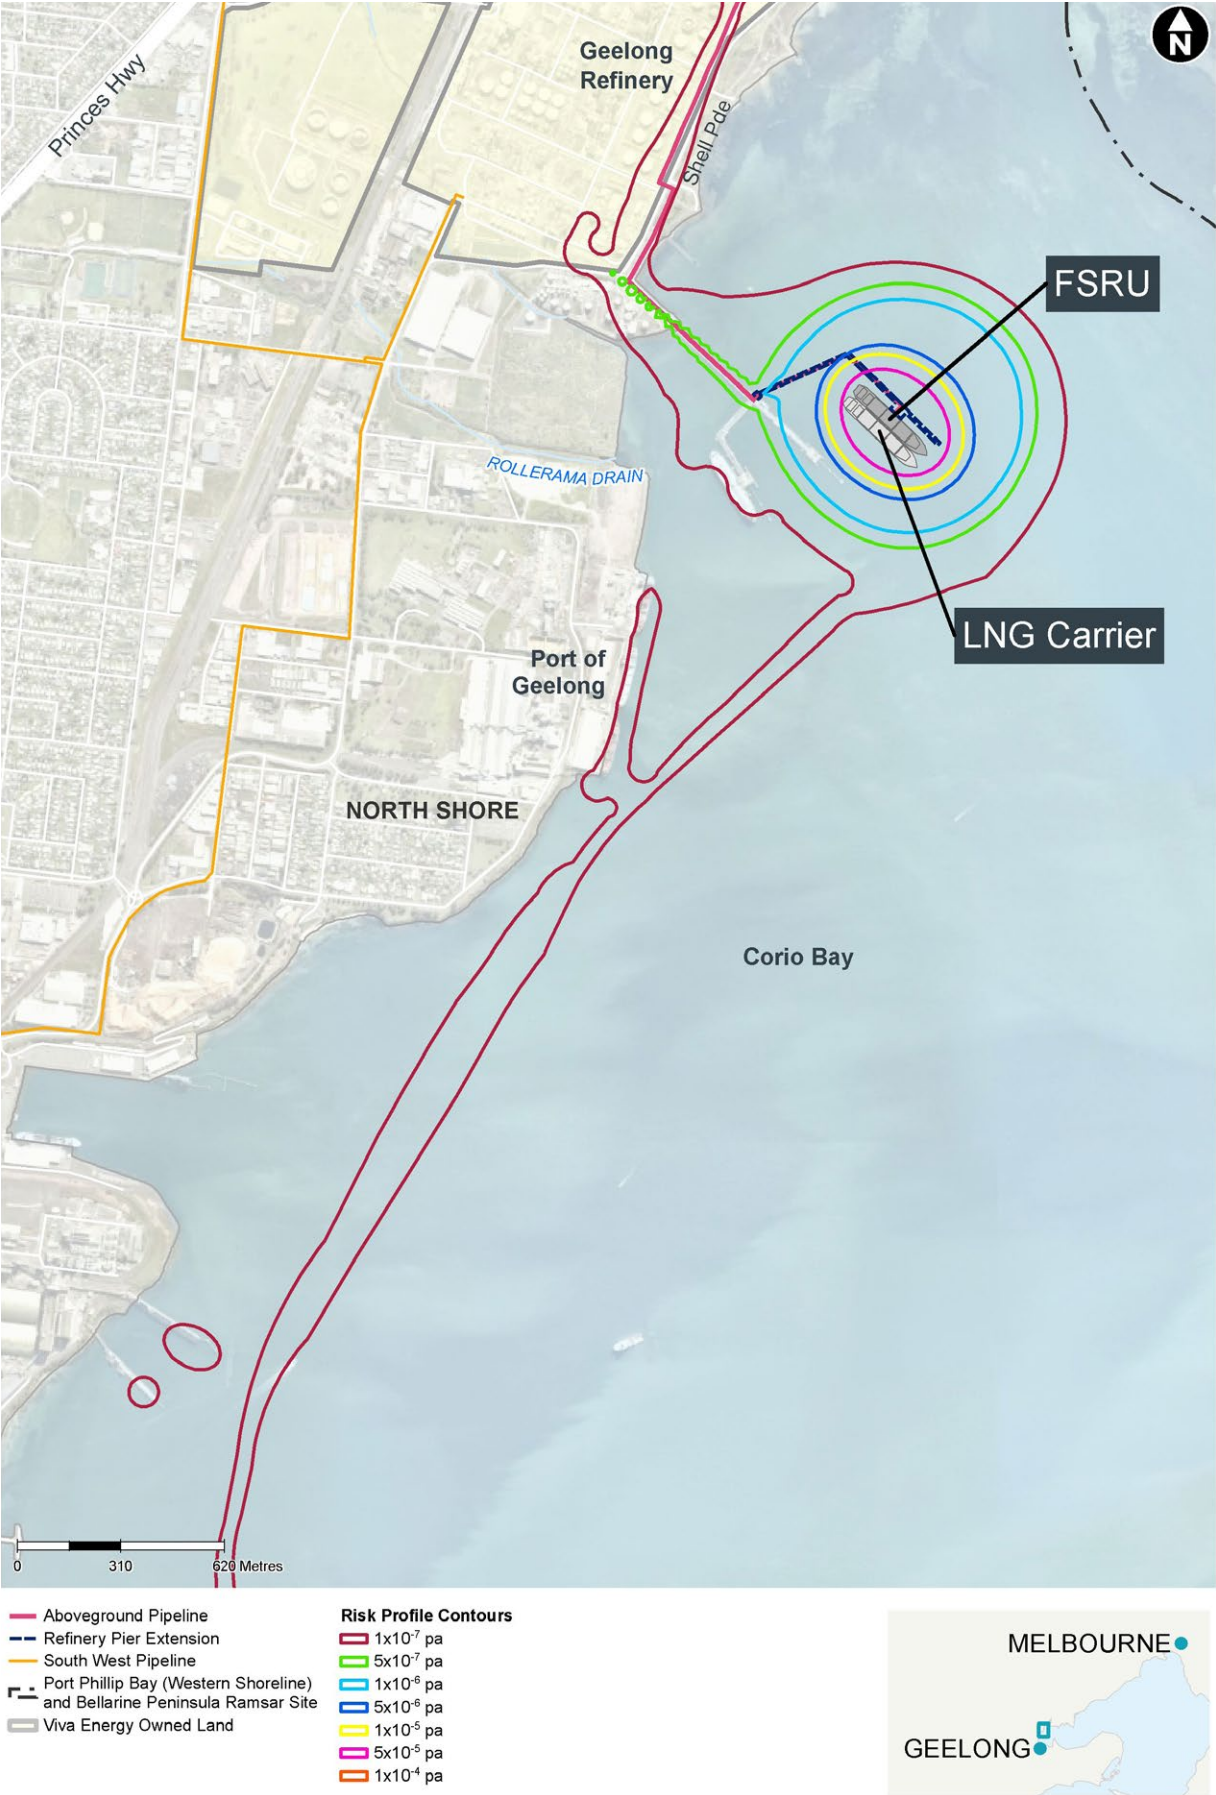 N
Geelong
Refinery
Princes Hwy
Shell Pde
FSRU
ROLLERAMA DRAIN
LNG Carrier
Port of
Geelong
NORTH SHORE
Corio Bay
0 310 620 Metres
Aboveground Pipeline
Refinery Pier Extension
South West Pipeline
Port Phillip Bay (Western Shoreline)
and Bellarine Peninsula Ramsar Site
Viva Energy Owned Land
Risk Profile Contours
1x10⁻⁷ pa
5x10⁻⁷ pa
1x10⁻⁶ pa
5x10⁻⁶ pa
1x10⁻⁵ pa
5x10⁻⁵ pa
1x10⁻⁴ pa
MELBOURNE
GEELONG